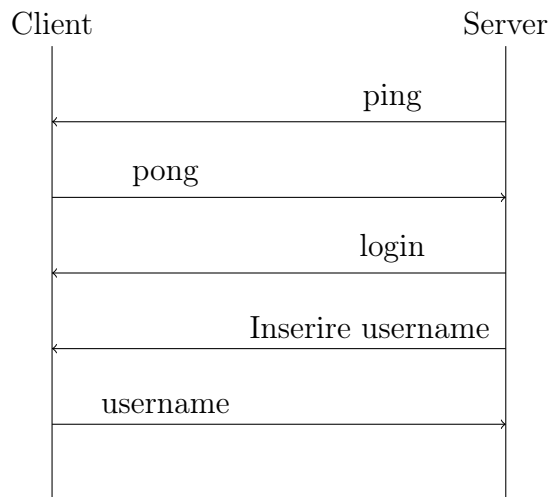 Client Server
ping
pong
login
Inserire username
username